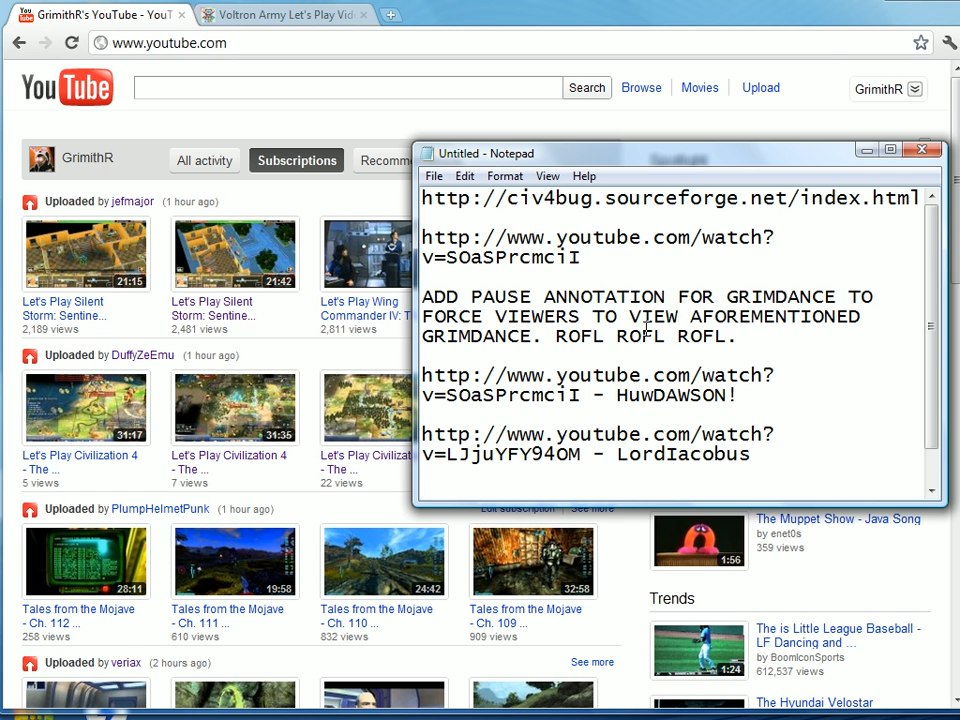 GrimithR's YouTube - YouT
Voltron Army Let's Play Vid
www.youtube.com
YouTube
Search
Browse
Movies
Upload
GrimithR
GrimithR
All activity
Subscriptions
Recomm
Spotlight
Uploaded by jefmajor (1 hour ago)
21:15
21:42
Let's Play Silent
Storm: Sentine...
2,189 views
Let's Play Silent
Storm: Sentine...
2,481 views
Let's Play Wing
Commander IV: T
2,811 views
Uploaded by DuffyZeEmu (1 hour ago)
31:17
31:35
Let's Play Civilization 4
- The ...
5 views
Let's Play Civilization 4
- The ...
7 views
Let's Play Civiliza
- The ...
22 views
Uploaded by PlumpHelmetPunk (1 hour ago)
Edit subscription
See more
28:11
19:58
24:42
32:58
Tales from the Mojave
- Ch. 112 ...
258 views
Tales from the Mojave
- Ch. 111 ...
610 views
Tales from the Mojave
- Ch. 110 ...
832 views
Tales from the Mojave
- Ch. 109 ...
909 views
Uploaded by veriax (2 hours ago)
See more
Untitled - Notepad
File Edit Format View Help
http://civ4bug.sourceforge.net/index.html
http://www.youtube.com/watch?
v=SOaSPrcmciI
ADD PAUSE ANNOTATION FOR GRIMDANCE TO
FORCE VIEWERS TO VIEW AFOREMENTIONED
GRIMDANCE. ROFL ROFL ROFL.
http://www.youtube.com/watch?
v=SOaSPrcmciI - HuwDAWSON!
http://www.youtube.com/watch?
v=LJjuYFY94OM - LordIacobus
1:56
The Muppet Show - Java Song
by enet0s
359 views
Trends
1:24
The is Little League Baseball -
LF Dancing and ...
by BoomIconSports
612,537 views
The Hyundai Velostar